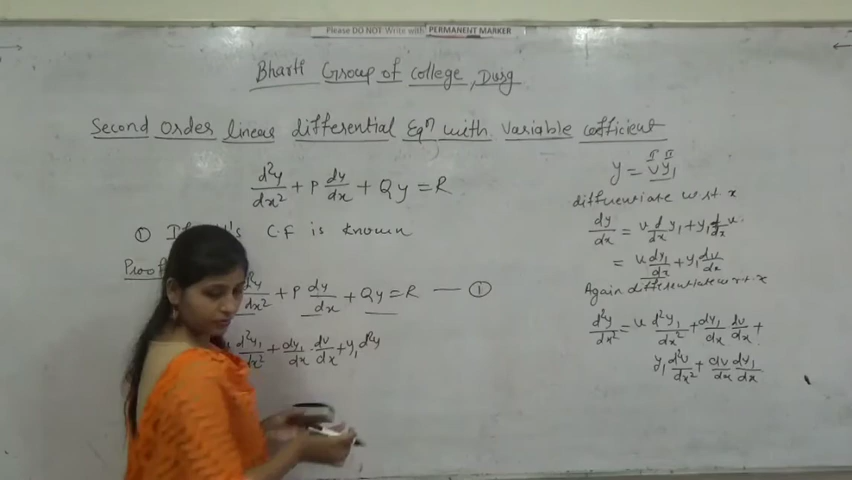 Please DO NOT Write with PERMANENT MARKER
Bharti Group of college, Durg
Second order linear differential Eqⁿ with variable coefficient
d²y/dx² + P dy/dx + Qy = R
① C.F is known
Proof
d²y/dx² + P dy/dx + Qy = R — ①
d²y₁/dx² + dy₁/dx · dv/dx + y₁ d²y
y = v y₁
differentiate w.r.t x
dy/dx = v d/dx y₁ + y₁ d/dx v
= v dy₁/dx + y₁ dv/dx
Again differentiate w.r.t. x
d²y/dx² = v d²y₁/dx² + dy₁/dx dv/dx +
y₁ d²v/dx² + dv/dx dy₁/dx